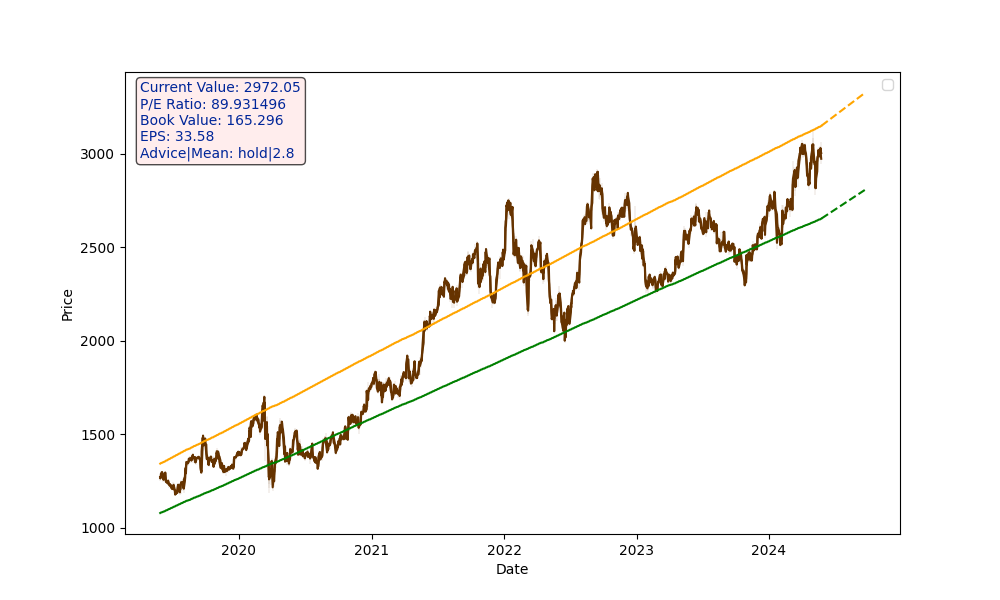 Current Value: 2972.05
P/E Ratio: 89.931496
Book Value: 165.296
EPS: 33.58
Advice|Mean: hold|2.8
3000
2500
2000
1500
1000
Price
2020 2021 2022 2023 2024
Date